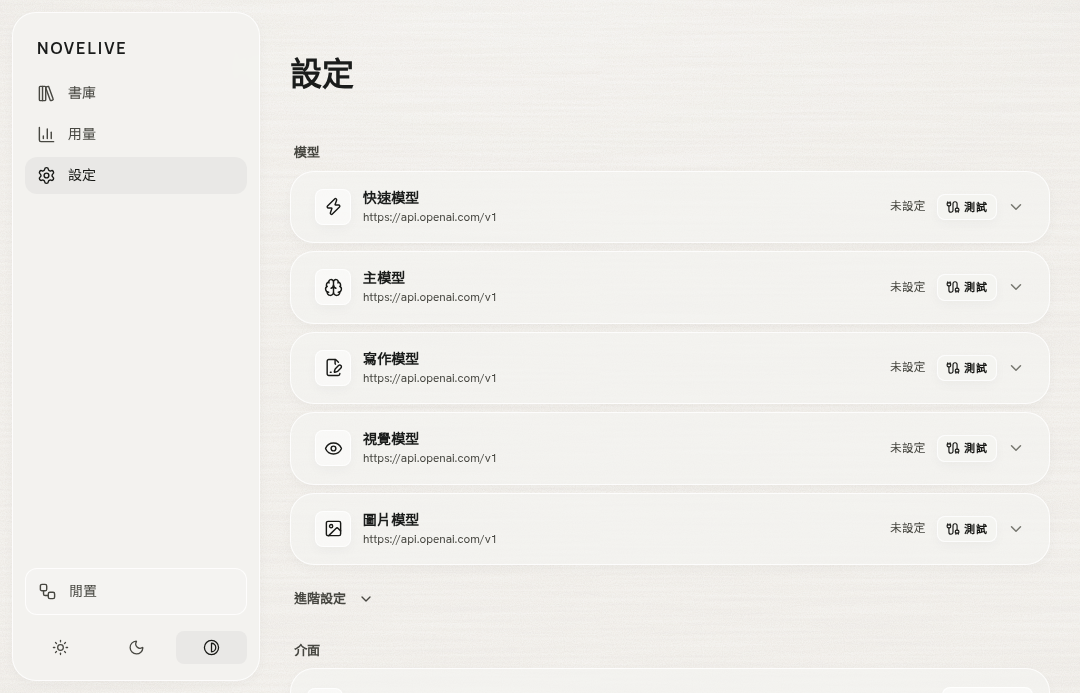 NOVELIVE
書庫
用量
設定
閒置
設定
模型
快速模型
https://api.openai.com/v1
未設定
測試
主模型
https://api.openai.com/v1
未設定
測試
寫作模型
https://api.openai.com/v1
未設定
測試
視覺模型
https://api.openai.com/v1
未設定
測試
圖片模型
https://api.openai.com/v1
未設定
測試
進階設定
介面